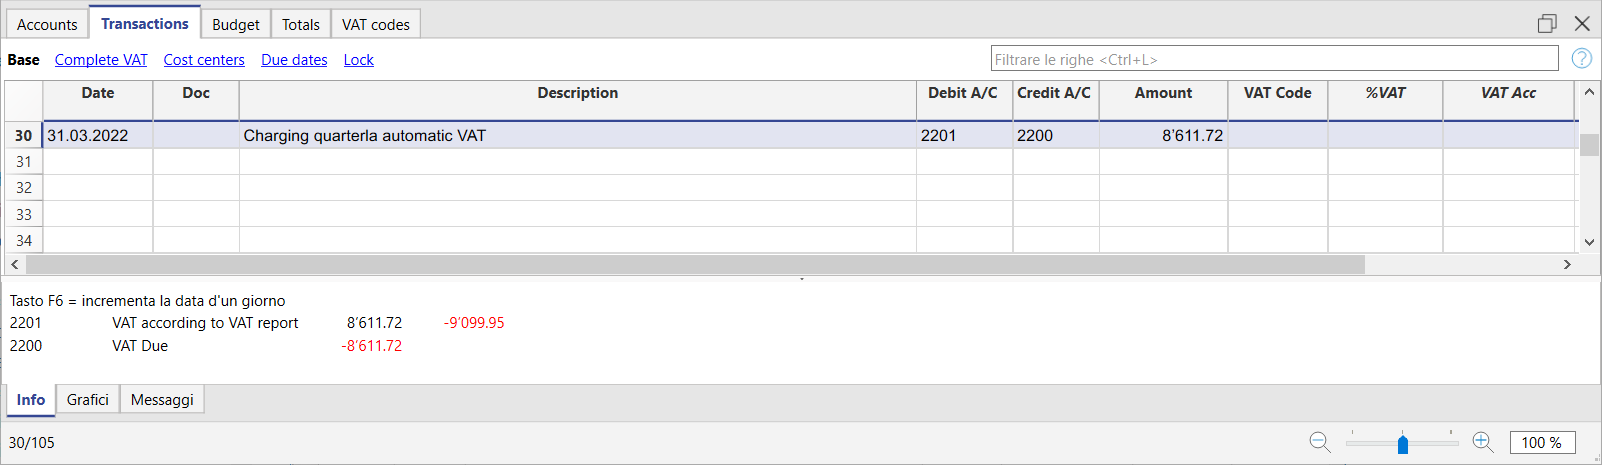 Accounts Transactions Budget Totals VAT codes
Base Complete VAT Cost centers Due dates Lock Filtrare le righe <Ctrl+L> ?
Date Doc Description Debit A/C Credit A/C Amount VAT Code %VAT VAT Acc
30 31.03.2022 Charging quarterla automatic VAT 2201 2200 8'611.72
31
32
33
34
Tasto F6 = incrementa la data d'un giorno
2201 VAT according to VAT report 8'611.72 -9'099.95
2200 VAT Due -8'611.72
Info Grafici Messaggi
30/105 100 %